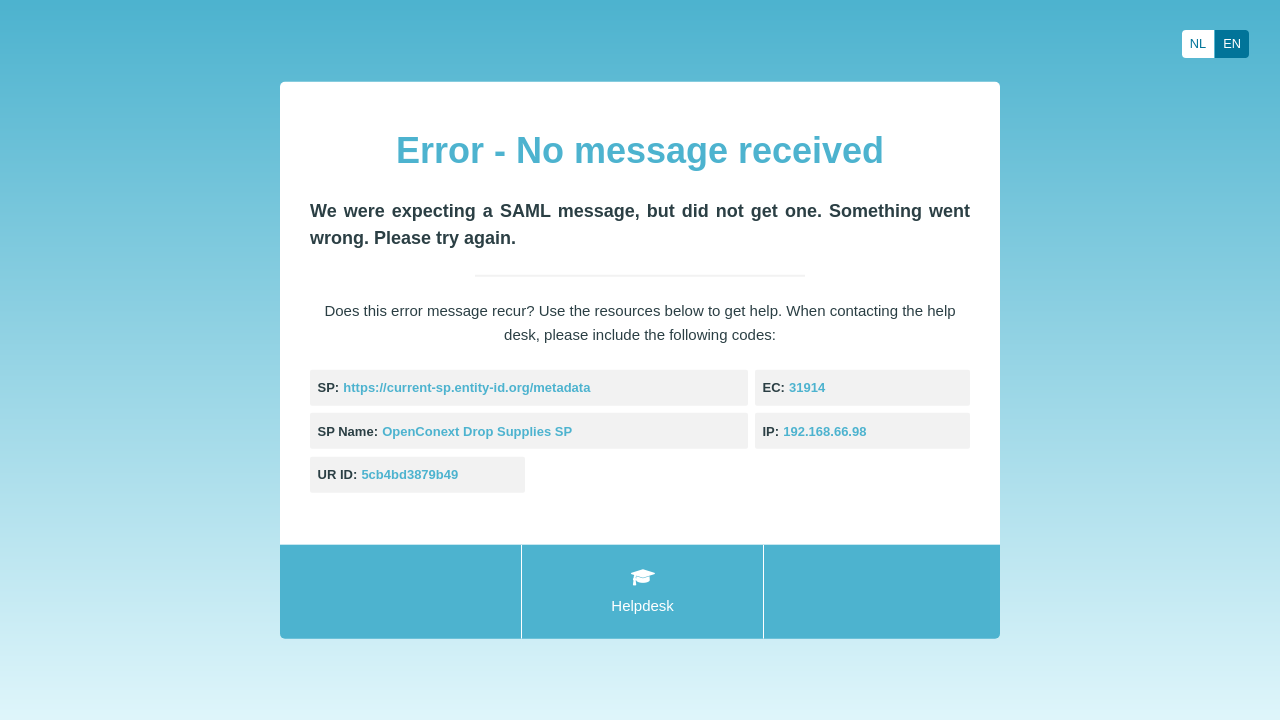 NL EN
Error - No message received
We were expecting a SAML message, but did not get one. Something went
wrong. Please try again.
Does this error message recur? Use the resources below to get help. When contacting the help
desk, please include the following codes:
SP: https://current-sp.entity-id.org/metadata EC: 31914
SP Name: OpenConext Drop Supplies SP IP: 192.168.66.98
UR ID: 5cb4bd3879b49
Helpdesk